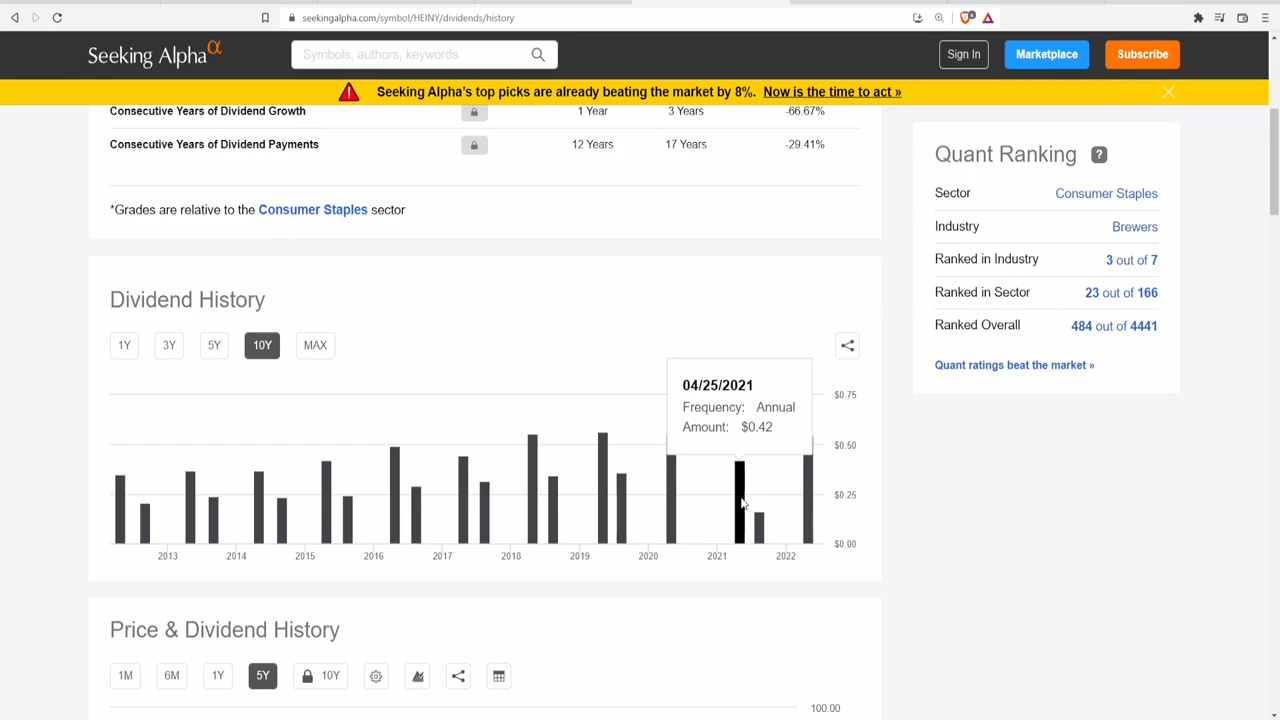 seekingalpha.com/symbol/HEINY/dividends/history
Seeking Alpha α
Symbols, authors, keywords
Sign In
Marketplace
Subscribe
Seeking Alpha's top picks are already beating the market by 8%. Now is the time to act »
Consecutive Years of Dividend Growth 1 Year 3 Years -66.67%
Consecutive Years of Dividend Payments 12 Years 17 Years -29.41%
*Grades are relative to the Consumer Staples sector
Quant Ranking ?
Sector Consumer Staples
Industry Brewers
Ranked in Industry 3 out of 7
Ranked in Sector 23 out of 166
Ranked Overall 484 out of 4441
Quant ratings beat the market »
Dividend History
1Y 3Y 5Y 10Y MAX
04/25/2021
Frequency: Annual
Amount: $0.42
$0.75
$0.50
$0.25
$0.00
2013 2014 2015 2016 2017 2018 2019 2020 2021 2022
Price & Dividend History
1M 6M 1Y 5Y 10Y
100.00